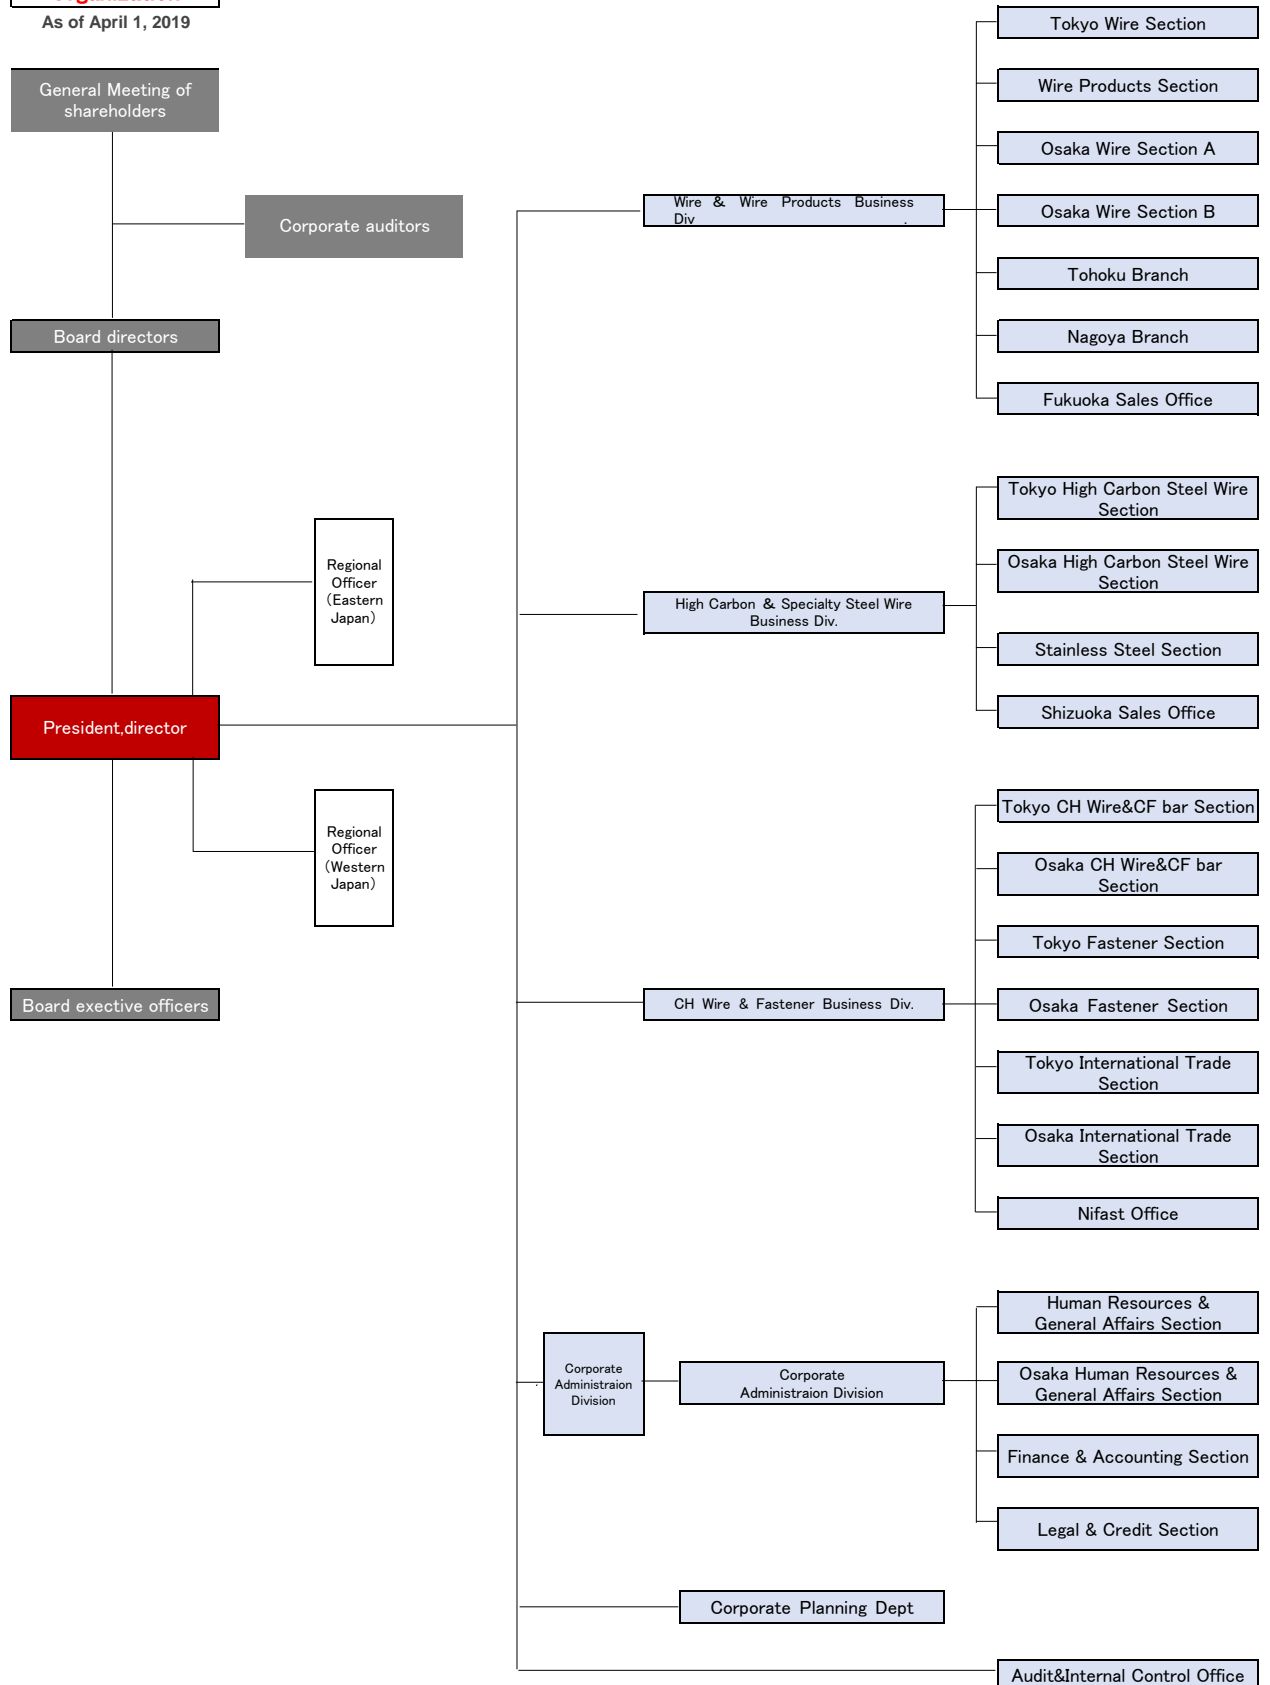 As of April 1, 2019
General Meeting of
shareholders
Corporate auditors
Board directors
Regional
Officer
(Eastern
Japan)
President,director
Regional
Officer
(Western
Japan)
Board exective officers
Wire & Wire Products Business
Div .
Tokyo Wire Section
Wire Products Section
Osaka Wire Section A
Osaka Wire Section B
Tohoku Branch
Nagoya Branch
Fukuoka Sales Office
High Carbon & Specialty Steel Wire
Business Div.
Tokyo High Carbon Steel Wire
Section
Osaka High Carbon Steel Wire
Section
Stainless Steel Section
Shizuoka Sales Office
CH Wire & Fastener Business Div.
Tokyo CH Wire&CF bar Section
Osaka CH Wire&CF bar
Section
Tokyo Fastener Section
Osaka Fastener Section
Tokyo International Trade
Section
Osaka International Trade
Section
Nifast Office
Corporate
Administraion
Division
Corporate
Administraion Division
Human Resources &
General Affairs Section
Osaka Human Resources &
General Affairs Section
Finance & Accounting Section
Legal & Credit Section
Corporate Planning Dept
Audit&Internal Control Office